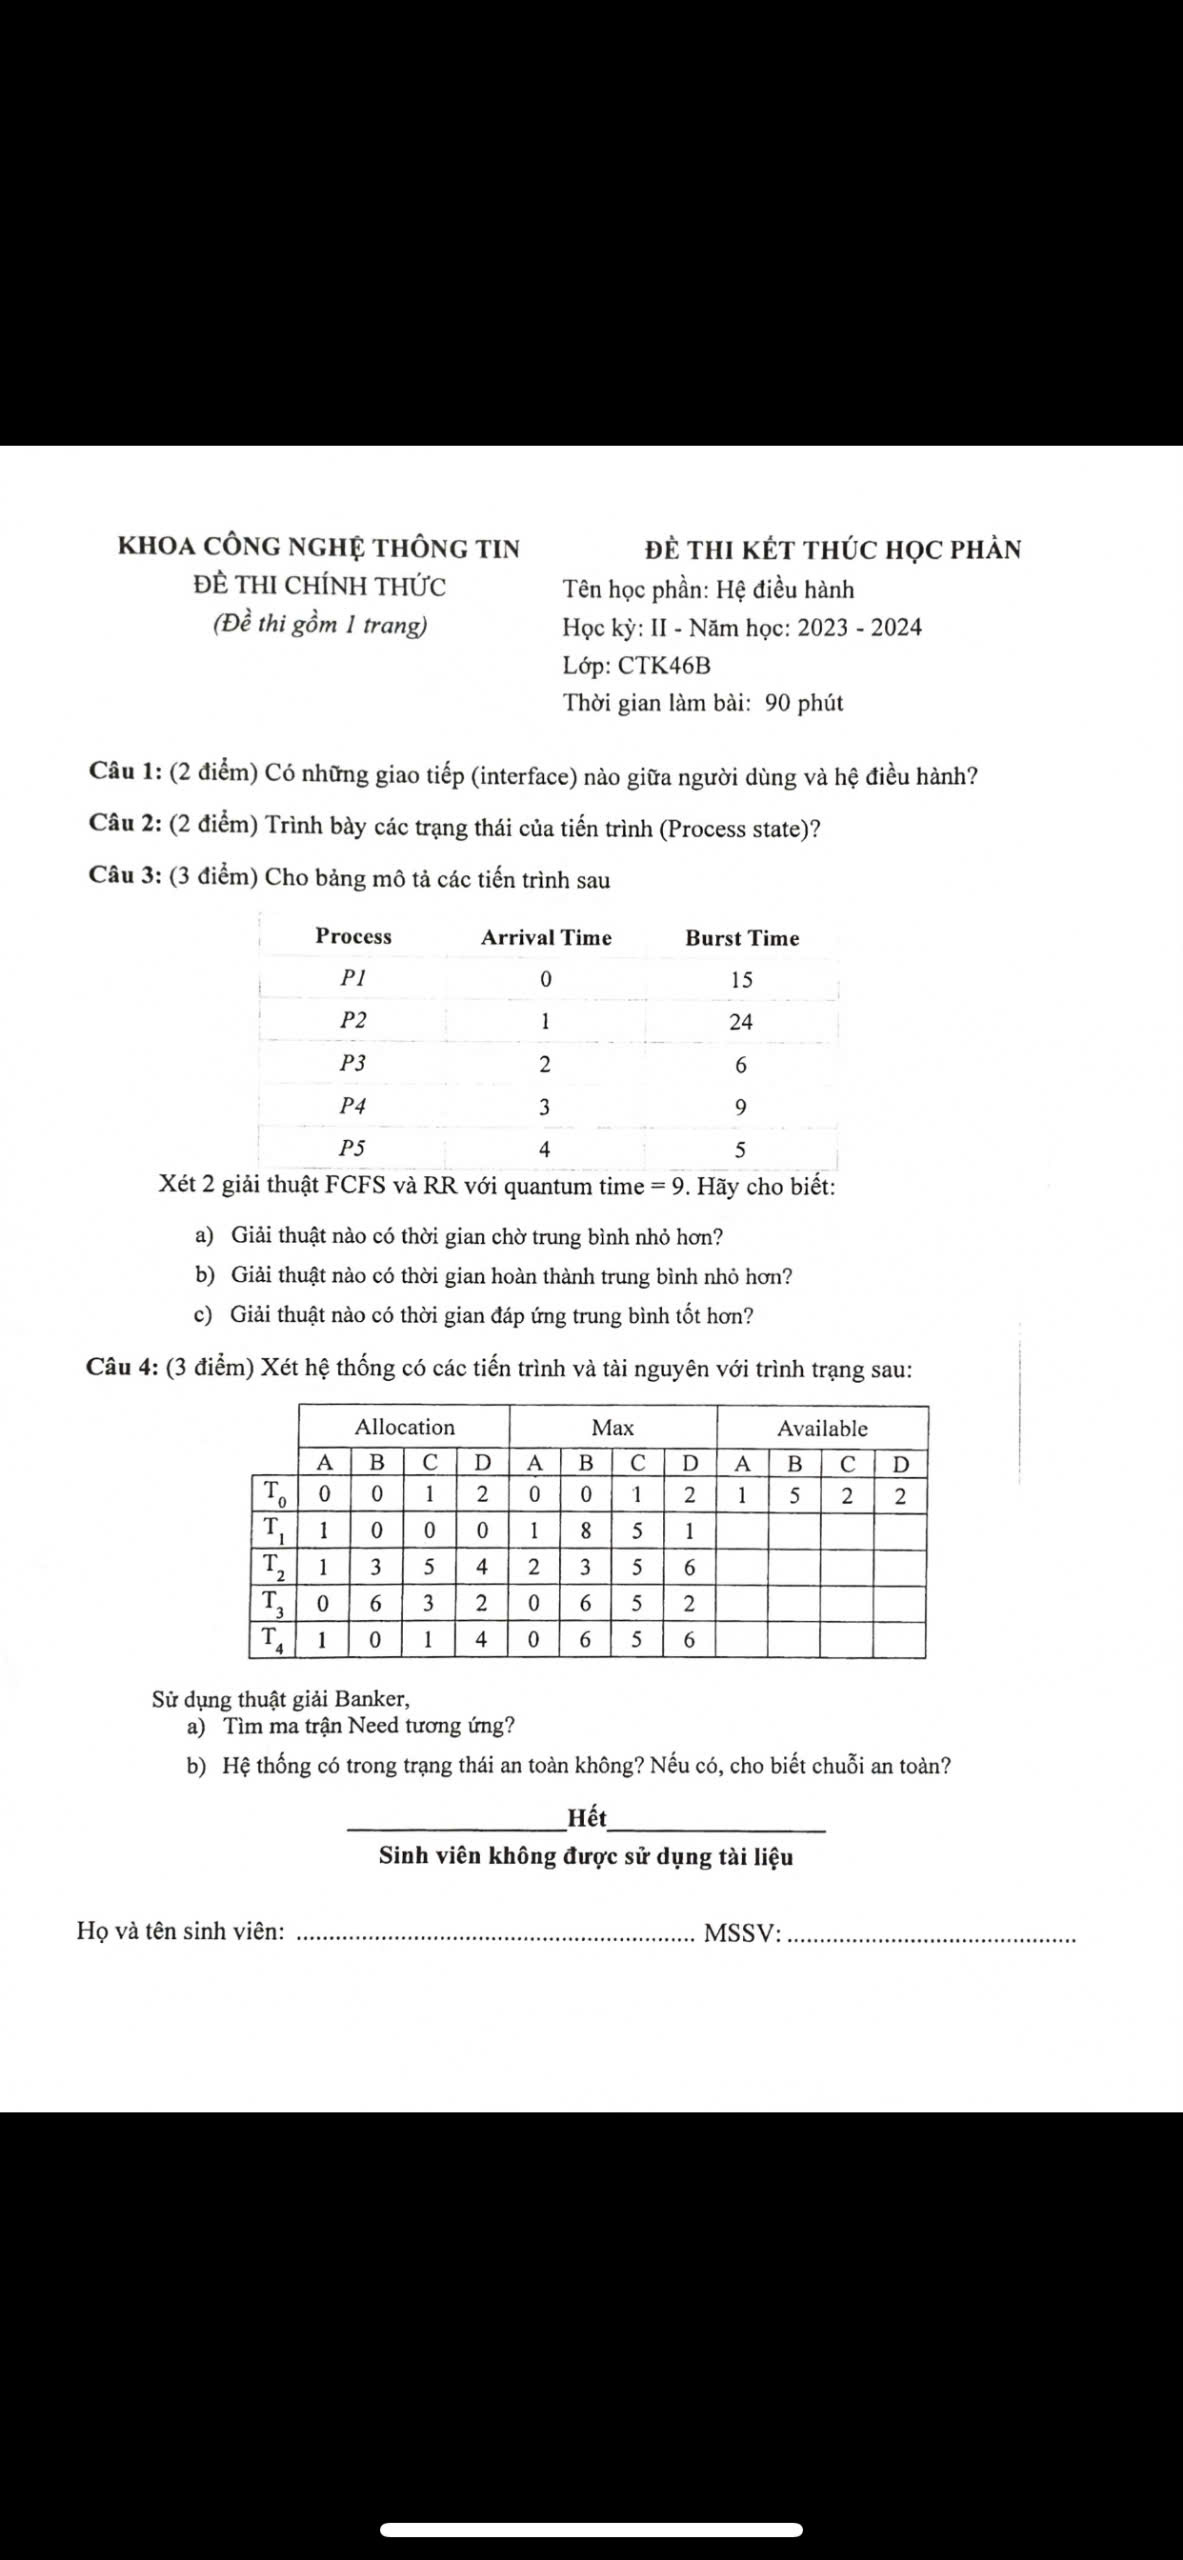 KHOA CÔNG NGHỆ THÔNG TIN
ĐỀ THI CHÍNH THỨC
(Đề thi gồm 1 trang)
ĐỀ THI KẾT THÚC HỌC PHẦN
Tên học phần: Hệ điều hành
Học kỳ: II - Năm học: 2023 - 2024
Lớp: CTK46B
Thời gian làm bài: 90 phút
Câu 1: (2 điểm) Có những giao tiếp (interface) nào giữa người dùng và hệ điều hành?
Câu 2: (2 điểm) Trình bày các trạng thái của tiến trình (Process state)?
Câu 3: (3 điểm) Cho bảng mô tả các tiến trình sau
Process Arrival Time Burst Time
P1 0 15
P2 1 24
P3 2 6
P4 3 9
P5 4 5
Xét 2 giải thuật FCFS và RR với quantum time = 9. Hãy cho biết:
a) Giải thuật nào có thời gian chờ trung bình nhỏ hơn?
b) Giải thuật nào có thời gian hoàn thành trung bình nhỏ hơn?
c) Giải thuật nào có thời gian đáp ứng trung bình tốt hơn?
Câu 4: (3 điểm) Xét hệ thống có các tiến trình và tài nguyên với trình trạng sau:
Allocation Max Available
A B C D A B C D A B C D
T0 0 0 1 2 0 0 1 2 1 5 2 2
T1 1 0 0 0 1 8 5 1
T2 1 3 5 4 2 3 5 6
T3 0 6 3 2 0 6 5 2
T4 1 0 1 4 0 6 5 6
Sử dụng thuật giải Banker,
a) Tìm ma trận Need tương ứng?
b) Hệ thống có trong trạng thái an toàn không? Nếu có, cho biết chuỗi an toàn?
Hết
Sinh viên không được sử dụng tài liệu
Họ và tên sinh viên: ........................................................ MSSV: ........................................